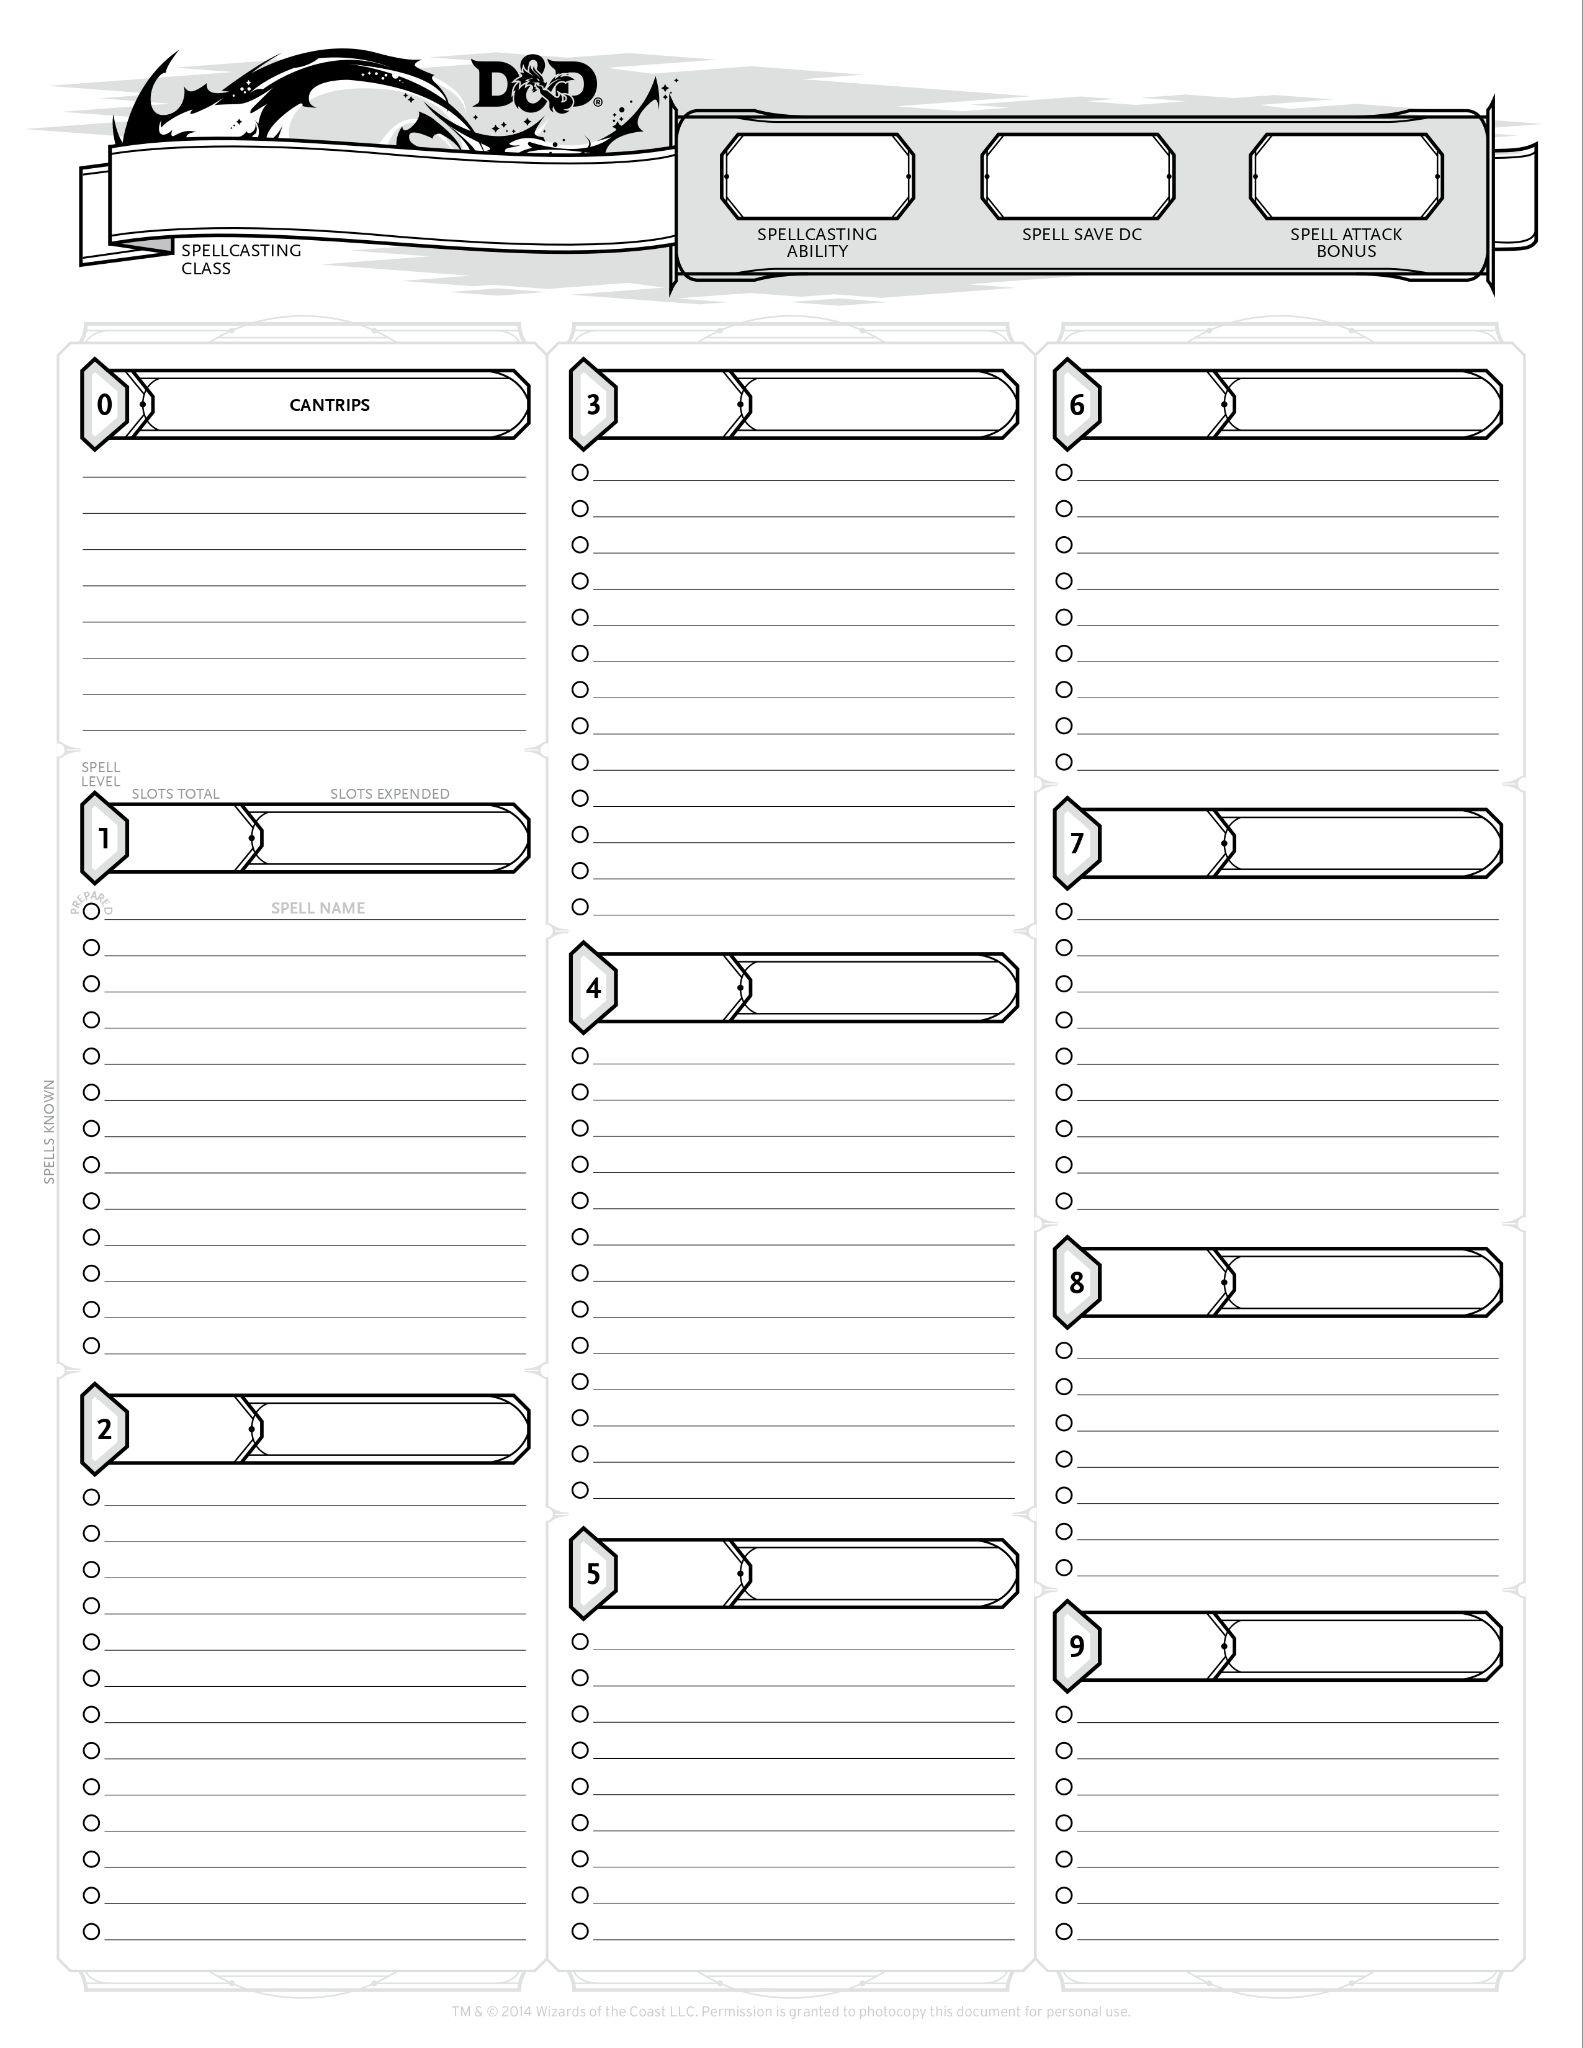 D&D®
SPELLCASTING
CLASS
SPELLCASTING
ABILITY
SPELL SAVE DC
SPELL ATTACK
BONUS
0
CANTRIPS
SPELL
LEVEL
SLOTS TOTAL
SLOTS EXPENDED
1
PREPARED
SPELL NAME
SPELLS KNOWN
2
3
4
5
6
7
8
9
TM & © 2014 Wizards of the Coast LLC. Permission is granted to photocopy this document for personal use.